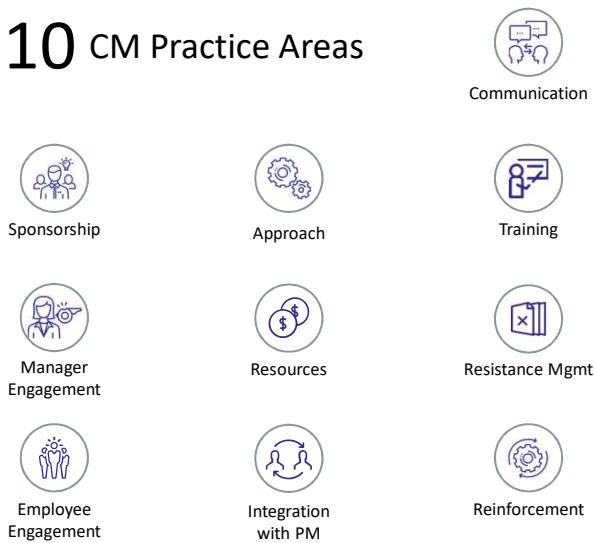 10 CM Practice Areas
Communication
Sponsorship
Approach
Training
Manager
Engagement
Resources
Resistance Mgmt
Employee
Engagement
Integration
with PM
Reinforcement